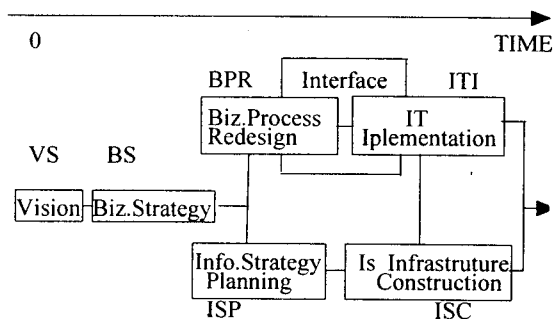 0 TIME
BPR Interface ITI
Biz.Process
Redesign
IT
Iplementation
VS BS
Vision Biz.Strategy
Info.Strategy
Planning
Is Infrastruture
Construction
ISP ISC